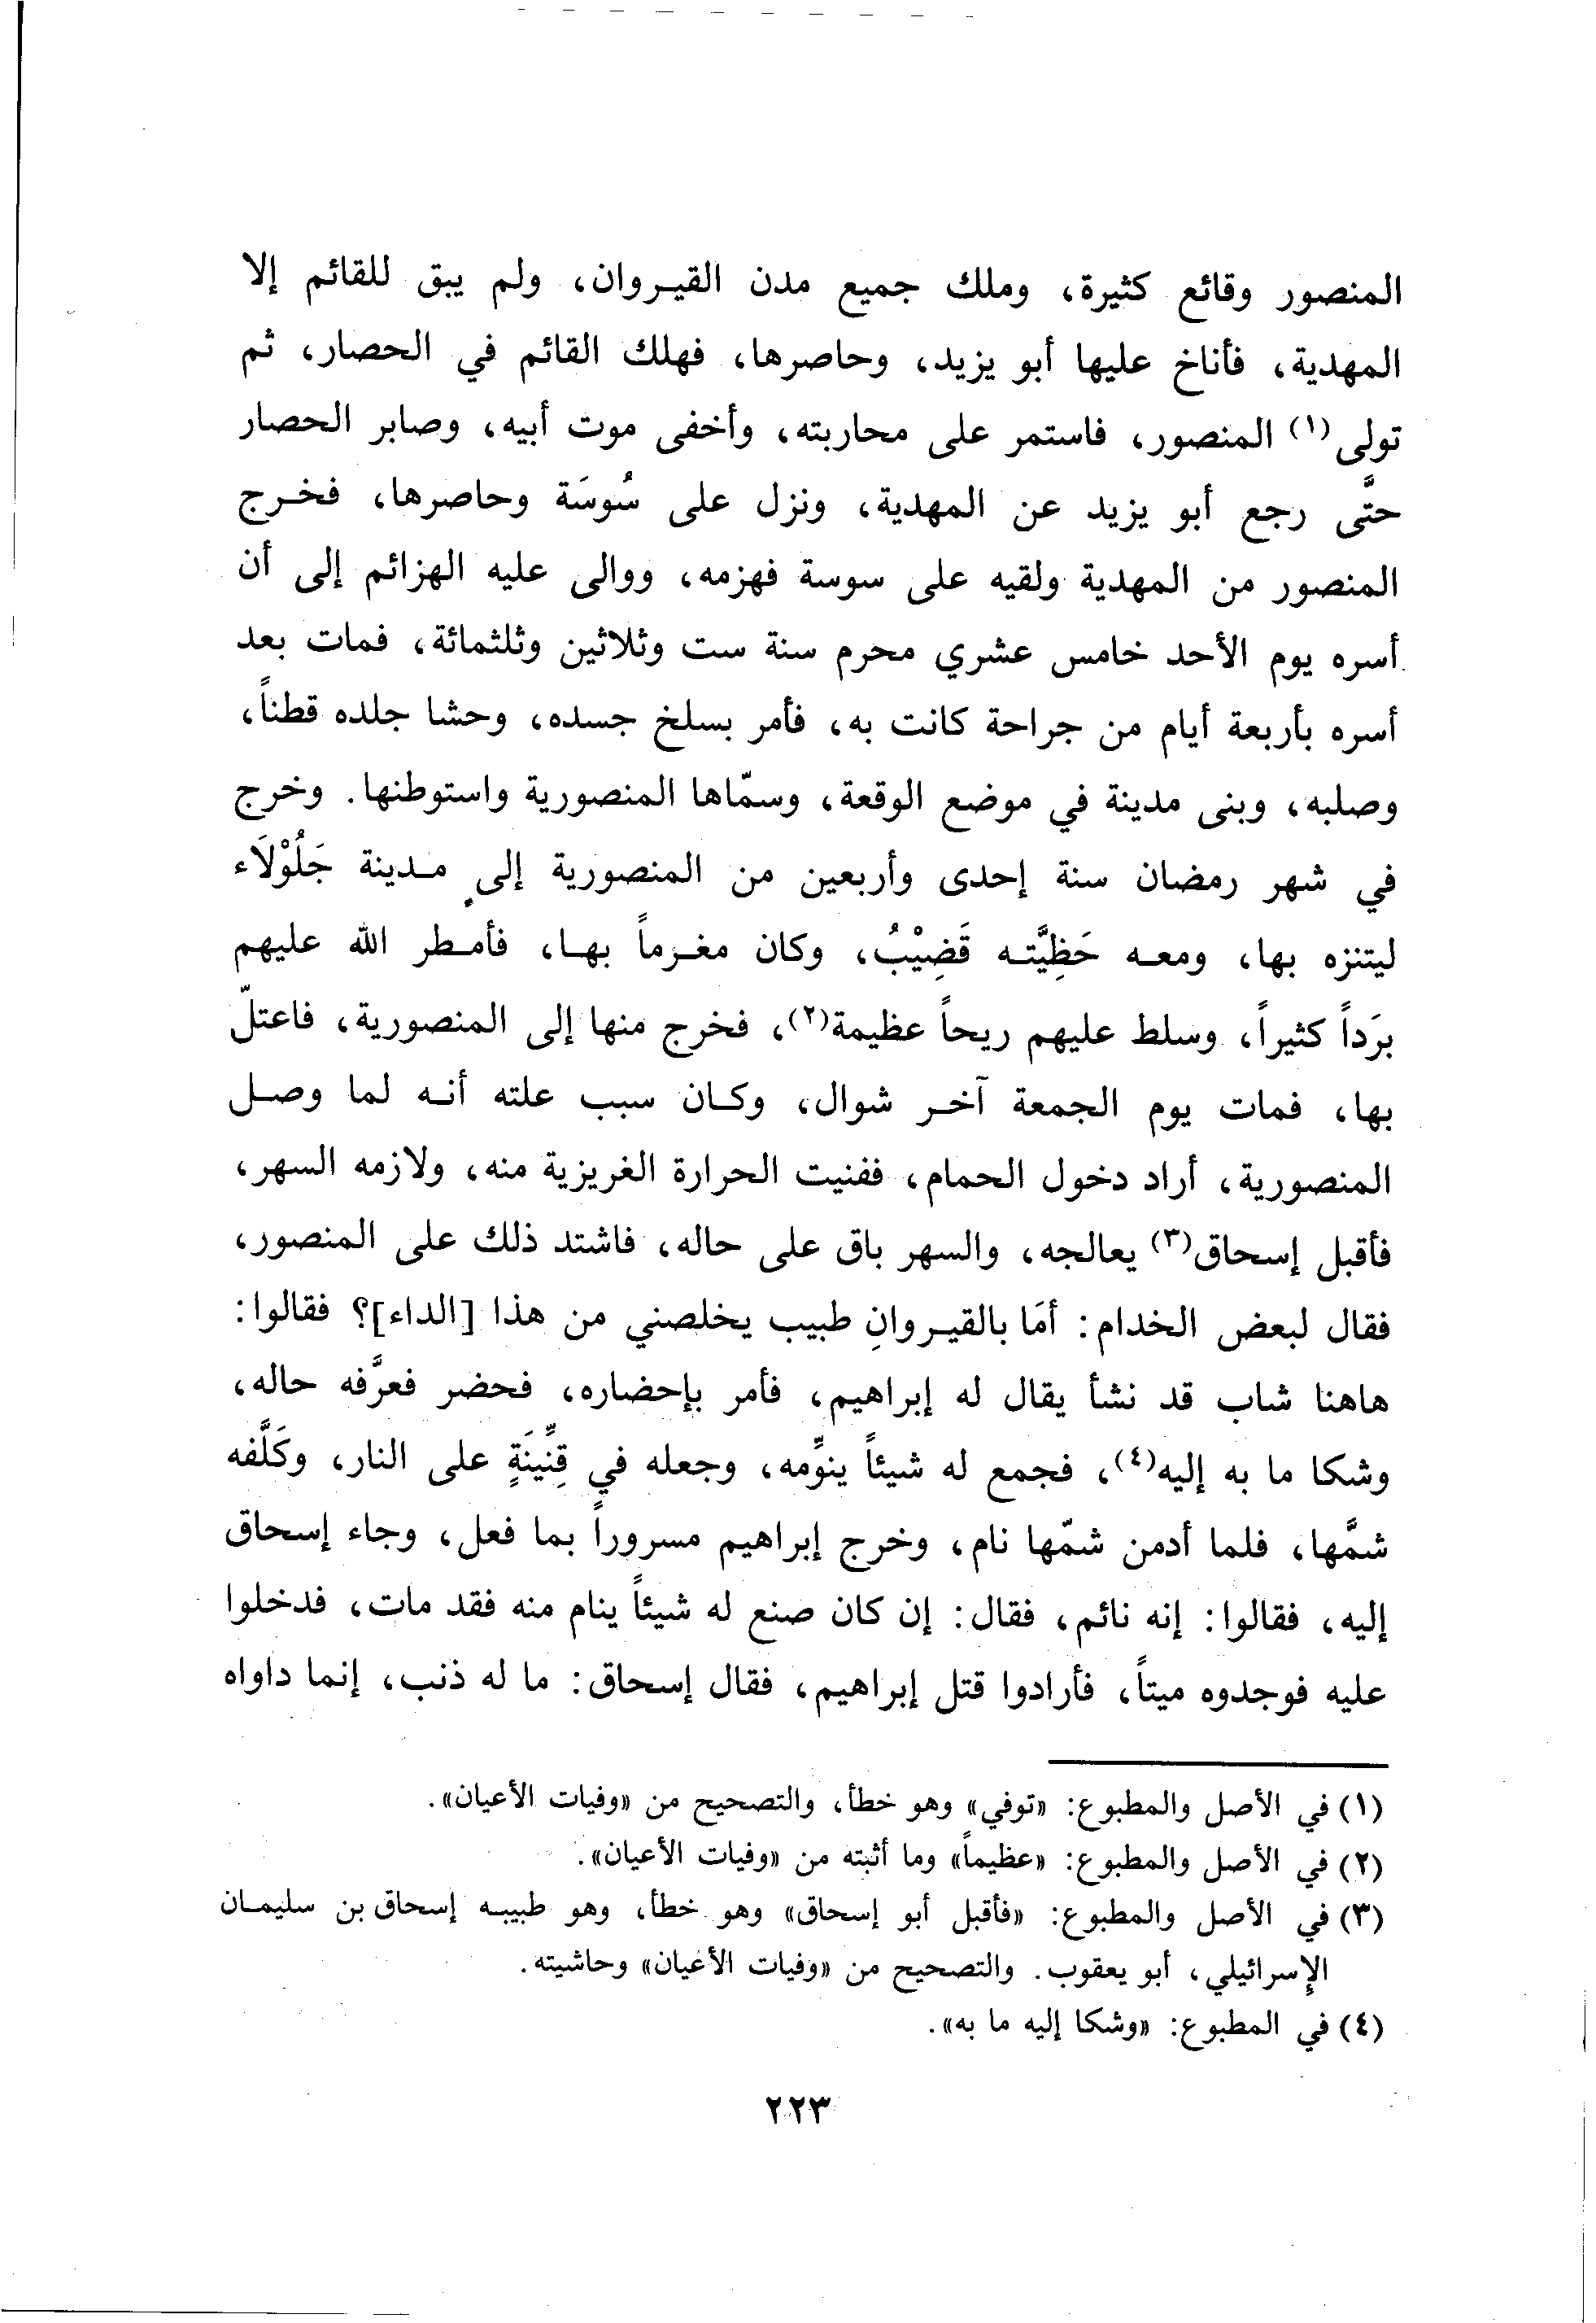 المنصور وقائع كثيرة، وملك جميع مدن القيروان، ولم يبق للقائم إلا
المهدية، فأناخ عليها أبو يزيد، وحاصرها، فهلك القائم في الحصار، ثم
تولى(١) المنصور، فاستمر على محاربته، وأخفى موت أبيه، وصابر الحصار
حتَّى رجع أبو يزيد عن المهدية، ونزل على سُوسَة وحاصرها، فخرج
المنصور من المهدية ولقيه على سوسة فهزمه، ووالى عليه الهزائم إلى أن
أسره يوم الأحد خامس عشري محرم سنة ست وثلاثين وثلثمائة، فمات بعد
أسره بأربعة أيام من جراحة كانت به، فأمر بسلخ جسده، وحشا جلده قطناً،
وصلبه، وبنى مدينة في موضع الوقعة، وسمّاها المنصورية واستوطنها. وخرج
في شهر رمضان سنة إحدى وأربعين من المنصورية إلى مدينة جَلُوْلَاء
ليتنزه بها، ومعه حَظِيَّته قَضِيْبُ، وكان مغرماً بها، فأمطر الله عليهم
برَداً كثيراً، وسلط عليهم ريحاً عظيمة(٢)، فخرج منها إلى المنصورية، فاعتلّ
بها، فمات يوم الجمعة آخر شوال، وكان سبب علته أنه لما وصل
المنصورية، أراد دخول الحمام، ففنيت الحرارة الغريزية منه، ولازمه السهر،
فأقبل إسحاق(٣) يعالجه، والسهر باق على حاله، فاشتد ذلك على المنصور،
فقال لبعض الخدام: أمَا بالقيروانِ طبيب يخلصني من هذا [الداء]؟ فقالوا:
هاهنا شاب قد نشأ يقال له إبراهيم، فأمر بإحضاره، فحضر فعرَّفه حاله،
وشكا ما به إليه(٤)، فجمع له شيئاً ينوِّمه، وجعله في قِنِّينَةٍ على النار، وكَلَّفه
شمَّها، فلما أدمن شمّها نام، وخرج إبراهيم مسروراً بما فعل، وجاء إسحاق
إليه، فقالوا: إنه نائم، فقال: إن كان صنع له شيئاً ينام منه فقد مات، فدخلوا
عليه فوجدوه ميتاً، فأرادوا قتل إبراهيم، فقال إسحاق: ما له ذنب، إنما داواه
(١) في الأصل والمطبوع: «توفي» وهو خطأ، والتصحيح من «وفيات الأعيان».
(٢) في الأصل والمطبوع: «عظيماً» وما أثبته من «وفيات الأعيان».
(٣) في الأصل والمطبوع: «فأقبل أبو إسحاق» وهو خطأ، وهو طبيبه إسحاق بن سليمان
الإسرائيلي، أبو يعقوب. والتصحيح من «وفيات الأعيان» وحاشيته.
(٤) في المطبوع: «وشكا إليه ما به».
٢٢٣